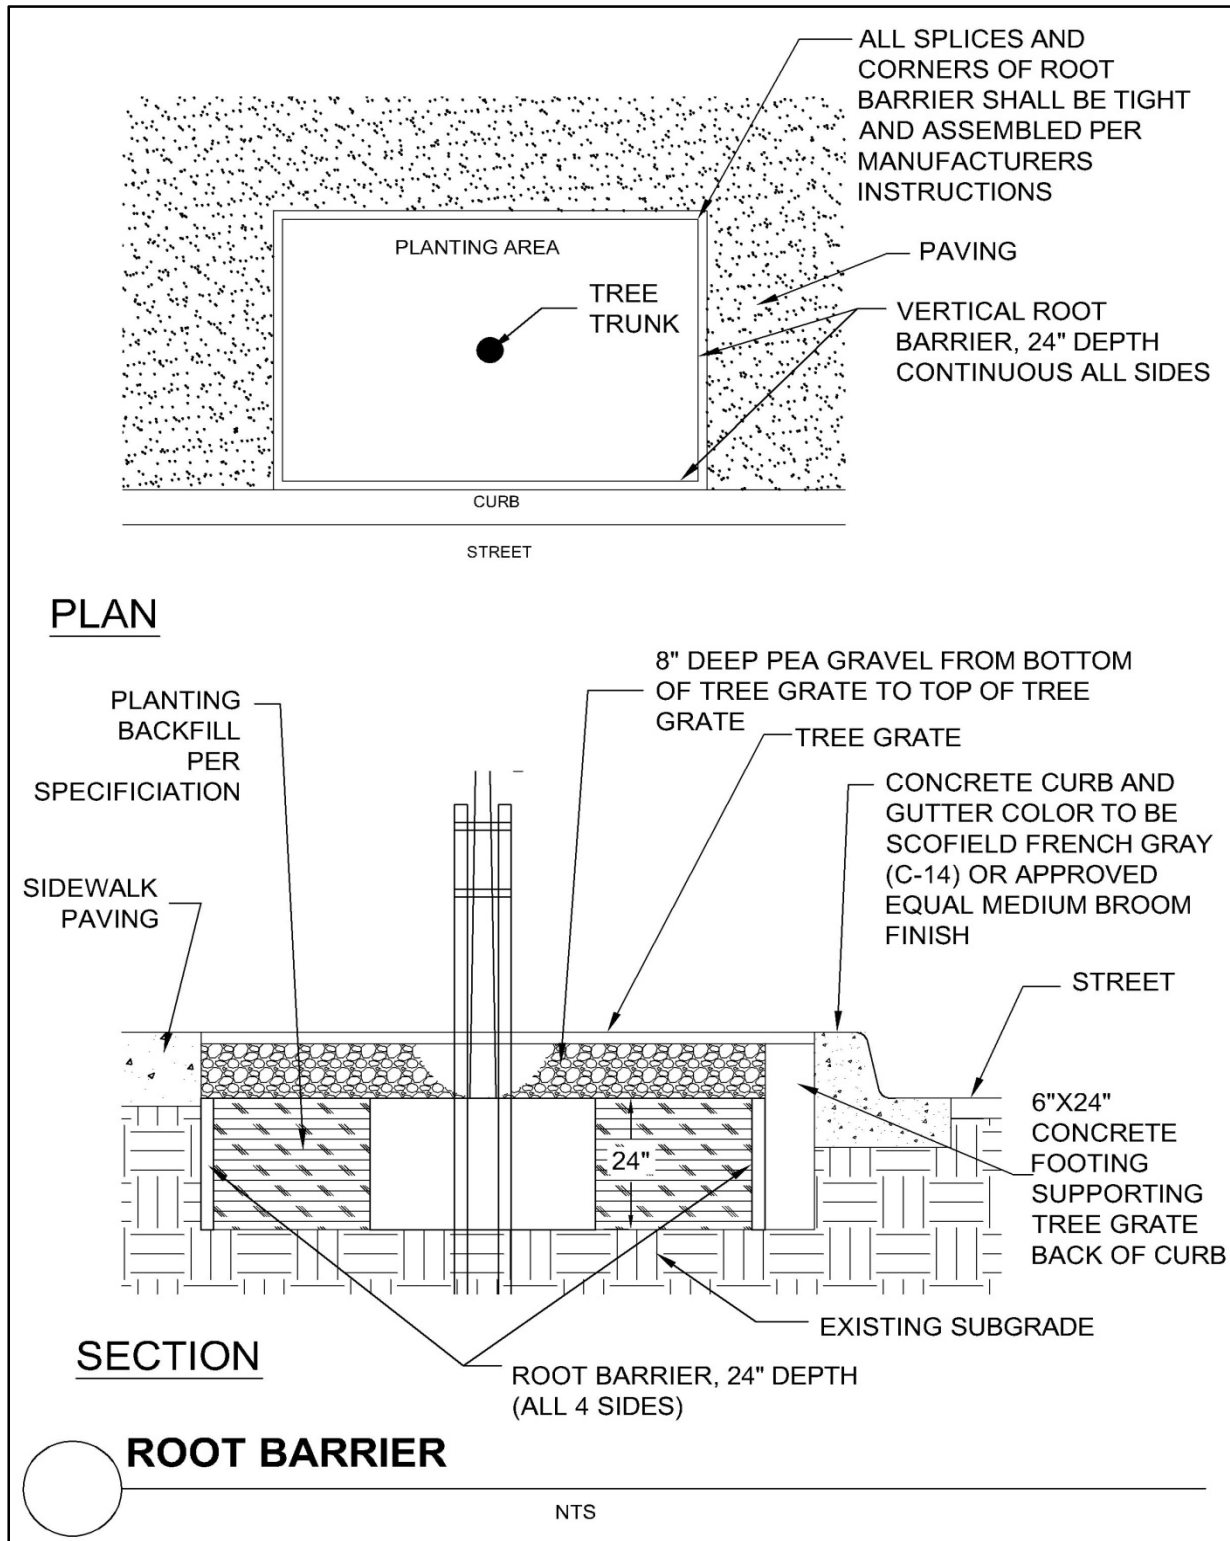 ALL SPLICES AND
CORNERS OF ROOT
BARRIER SHALL BE TIGHT
AND ASSEMBLED PER
MANUFACTURERS
INSTRUCTIONS
PLANTING AREA
PAVING
TREE
TRUNK
VERTICAL ROOT
BARRIER, 24" DEPTH
CONTINUOUS ALL SIDES
CURB
STREET
PLAN
8" DEEP PEA GRAVEL FROM BOTTOM
OF TREE GRATE TO TOP OF TREE
GRATE
PLANTING
BACKFILL
PER
SPECIFICIATION
TREE GRATE
CONCRETE CURB AND
GUTTER COLOR TO BE
SCOFIELD FRENCH GRAY
(C-14) OR APPROVED
EQUAL MEDIUM BROOM
FINISH
SIDEWALK
PAVING
STREET
6"X24"
CONCRETE
FOOTING
SUPPORTING
TREE GRATE
BACK OF CURB
24"
EXISTING SUBGRADE
SECTION
ROOT BARRIER, 24" DEPTH
(ALL 4 SIDES)
ROOT BARRIER
NTS